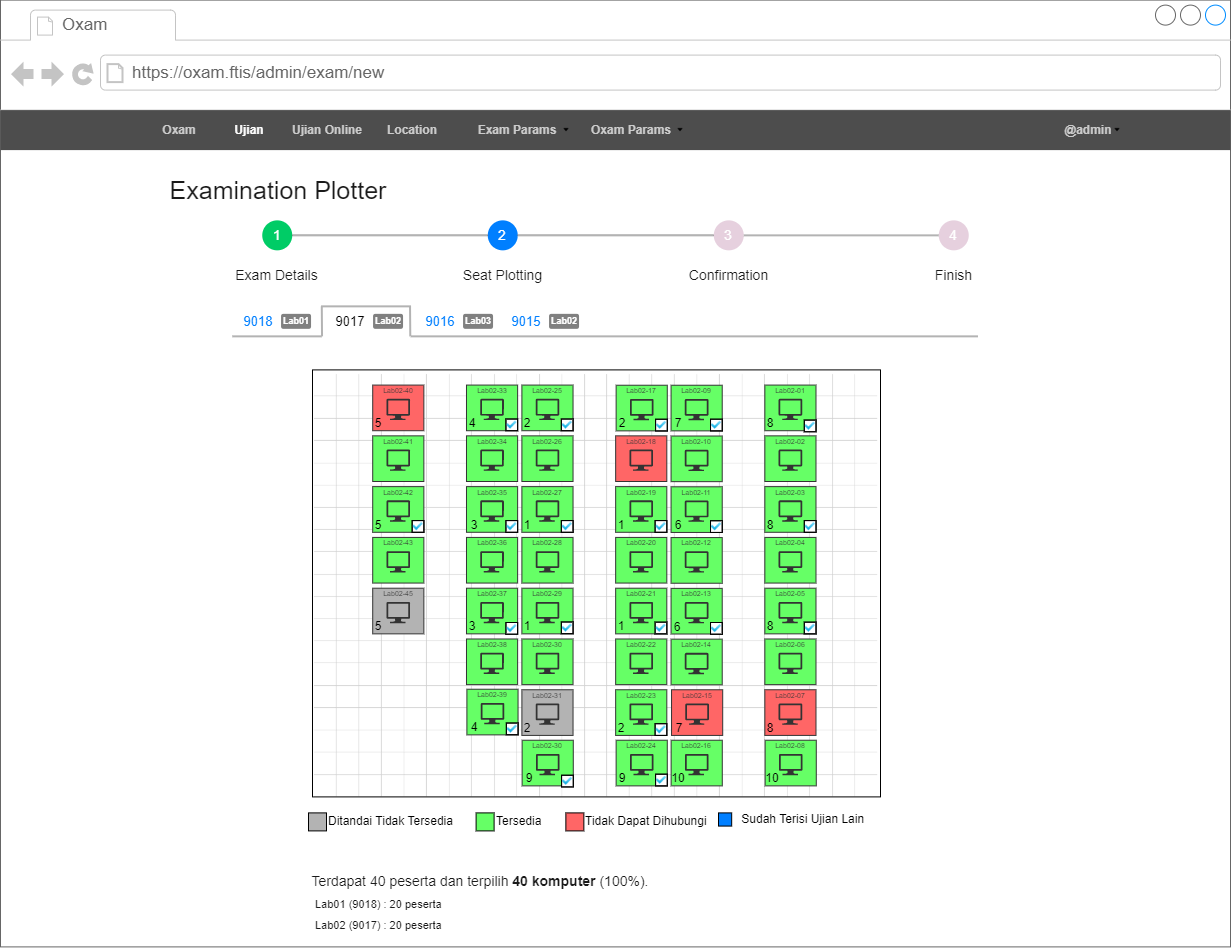 Oxam
https://oxam.ftis/admin/exam/new
Oxam Ujian Ujian Online Location Exam Params Oxam Params @admin
Examination Plotter
1 2 3 4
Exam Details Seat Plotting Confirmation Finish
9018 Lab01 9017 Lab02 9016 Lab03 9015 Lab02
Lab02-40 Lab02-33 Lab02-25 Lab02-17 Lab02-09 Lab02-01
5 4 2 2 7 8
Lab02-41 Lab02-34 Lab02-26 Lab02-18 Lab02-10 Lab02-02
Lab02-42 Lab02-35 Lab02-27 Lab02-19 Lab02-11 Lab02-03
5 3 1 1 6 8
Lab02-43 Lab02-36 Lab02-28 Lab02-20 Lab02-12 Lab02-04
Lab02-45 Lab02-37 Lab02-29 Lab02-21 Lab02-13 Lab02-05
5 3 1 1 6 8
Lab02-38 Lab02-30 Lab02-22 Lab02-14 Lab02-06
Lab02-39 Lab02-31 Lab02-23 Lab02-15 Lab02-07
4 2 2 7 8
Lab02-30 Lab02-24 Lab02-16 Lab02-08
9 9 10 10
Ditandai Tidak Tersedia Tersedia Tidak Dapat Dihubungi Sudah Terisi Ujian Lain
Terdapat 40 peserta dan terpilih 40 komputer (100%).
Lab01 (9018) : 20 peserta
Lab02 (9017) : 20 peserta